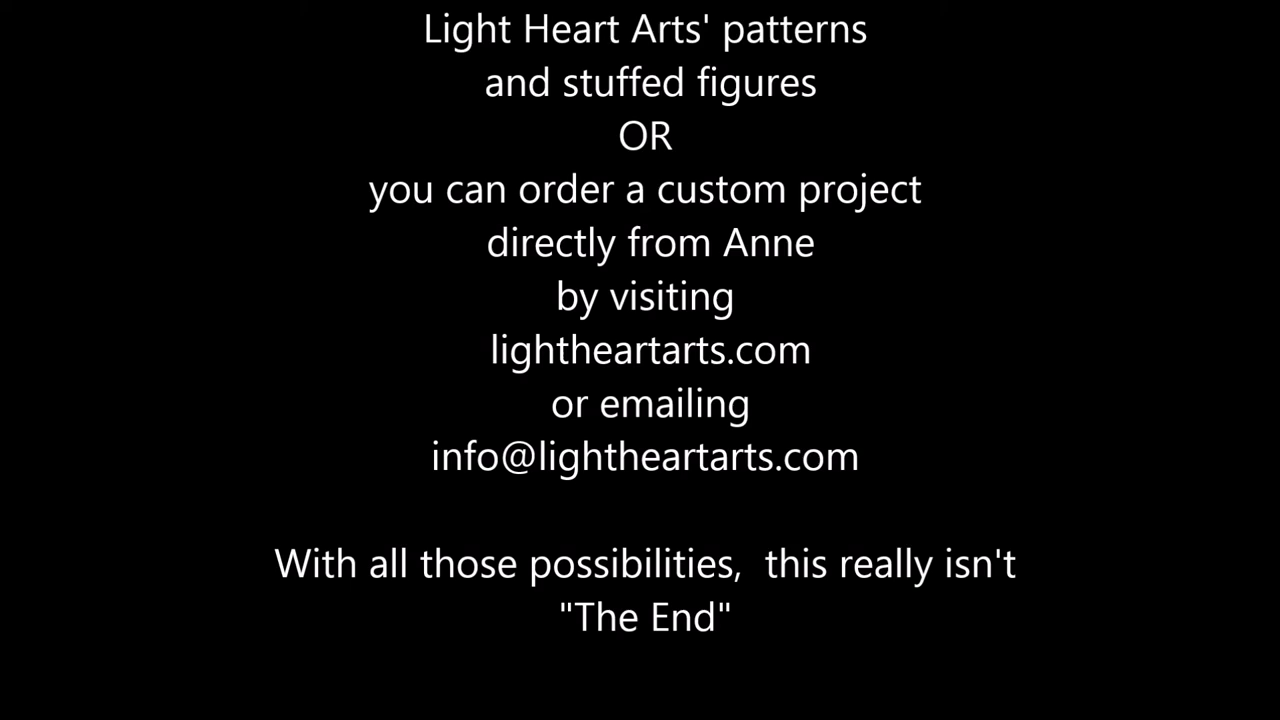 Light Heart Arts' patterns
and stuffed figures
OR
you can order a custom project
directly from Anne
by visiting
lightheartarts.com
or emailing
info@lightheartarts.com
With all those possibilities,  this really isn't
"The End"